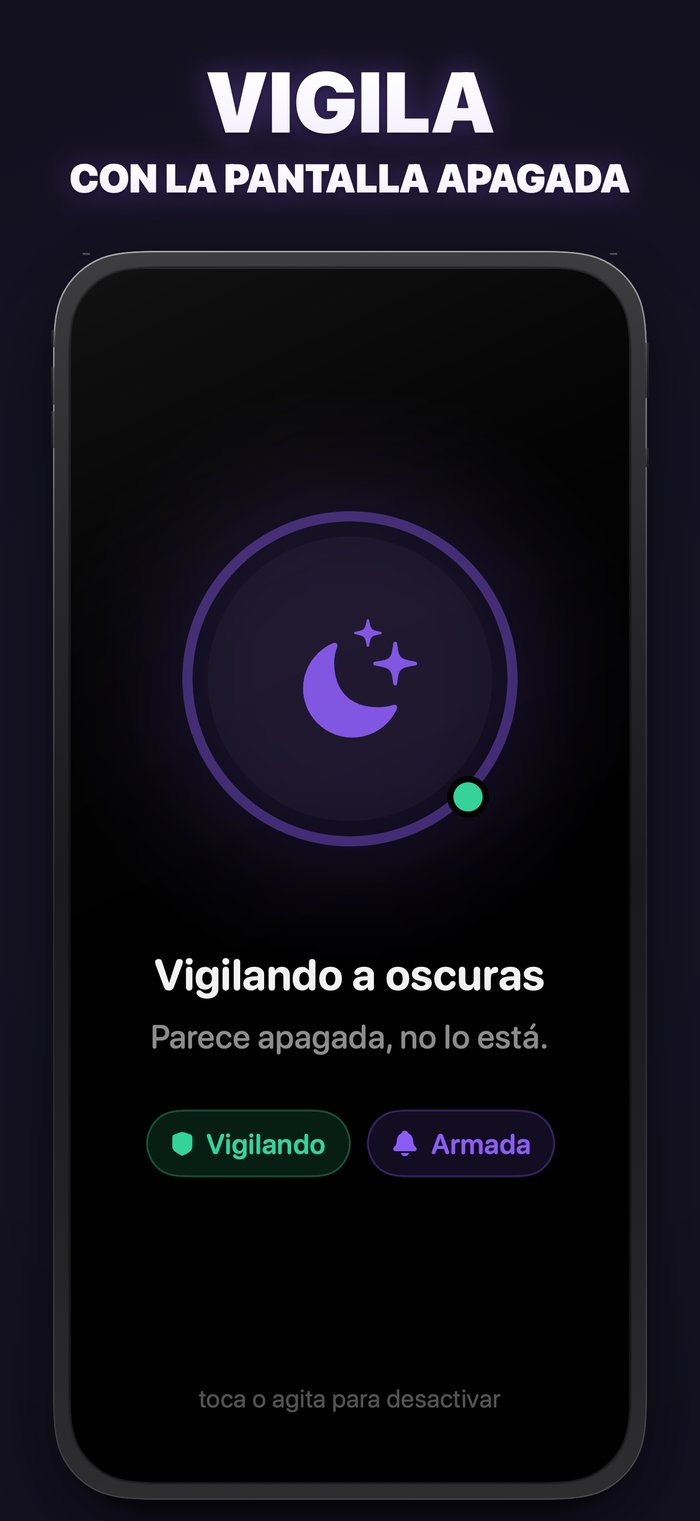 VIGILA
CON LA PANTALLA APAGADA
Vigilando a oscuras
Parece apagada, no lo está.
Vigilando
Armada
toca o agita para desactivar